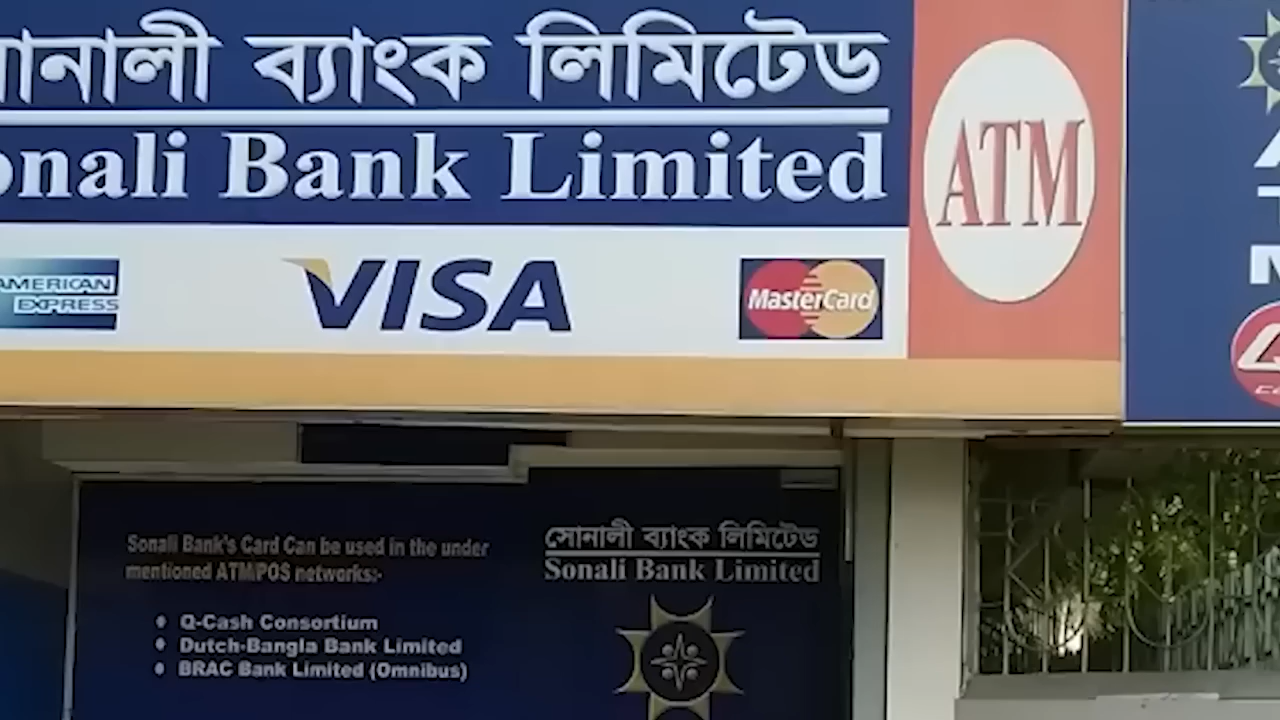 সোনালী ব্যাংক লিমিটেড
Sonali Bank Limited
ATM
AMERICAN
EXPRESS
VISA
MasterCard
Sonali Bank's Card Can be used in the under
mentioned ATM/POS networks:-
Q-Cash Consortium
Dutch-Bangla Bank Limited
BRAC Bank Limited (Omnibus)
সোনালী ব্যাংক লিমিটেড
Sonali Bank Limited